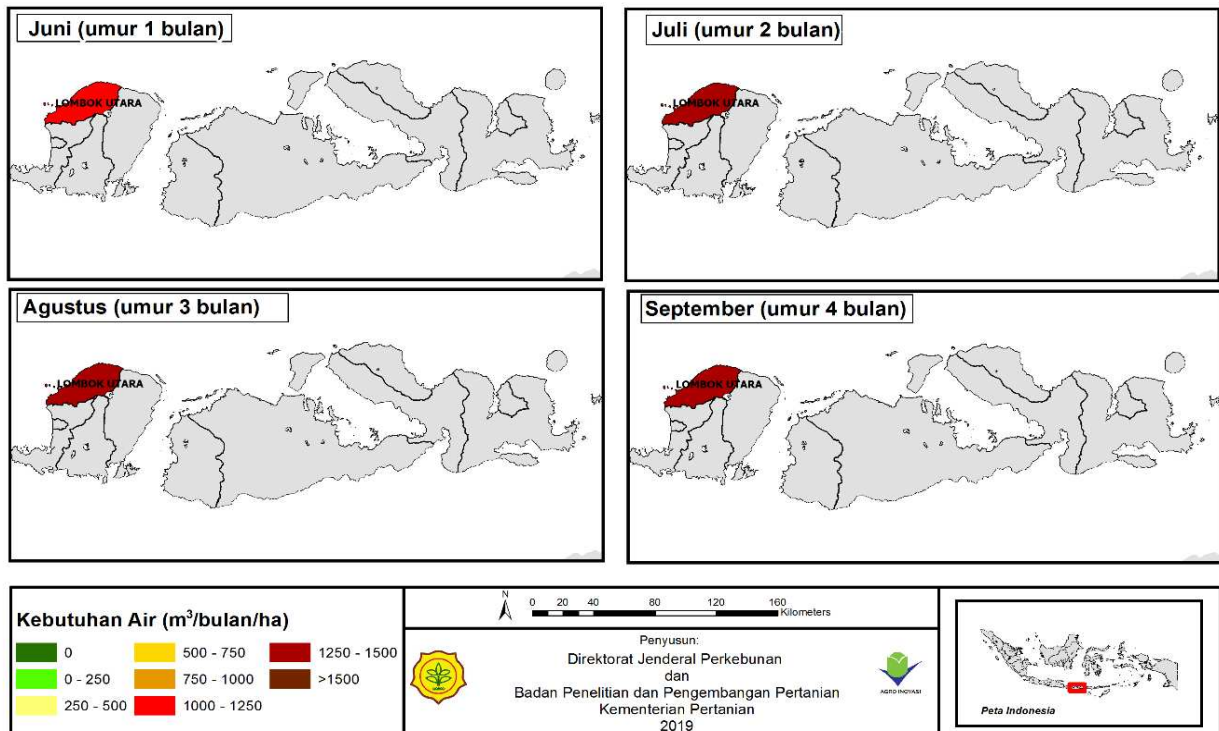 Juni (umur 1 bulan)
LOMBOK UTARA
Juli (umur 2 bulan)
LOMBOK UTARA
Agustus (umur 3 bulan)
LOMBOK UTARA
September (umur 4 bulan)
LOMBOK UTARA
Kebutuhan Air (m³/bulan/ha)
0
0 - 250
250 - 500
500 - 750
750 - 1000
1000 - 1250
1250 - 1500
>1500
N
0 20 40 80 120 160
Kilometers
Penyusun:
Direktorat Jenderal Perkebunan
dan
Badan Penelitian dan Pengembangan Pertanian
Kementerian Pertanian
2019
AGRO INOVASI
Peta Indonesia